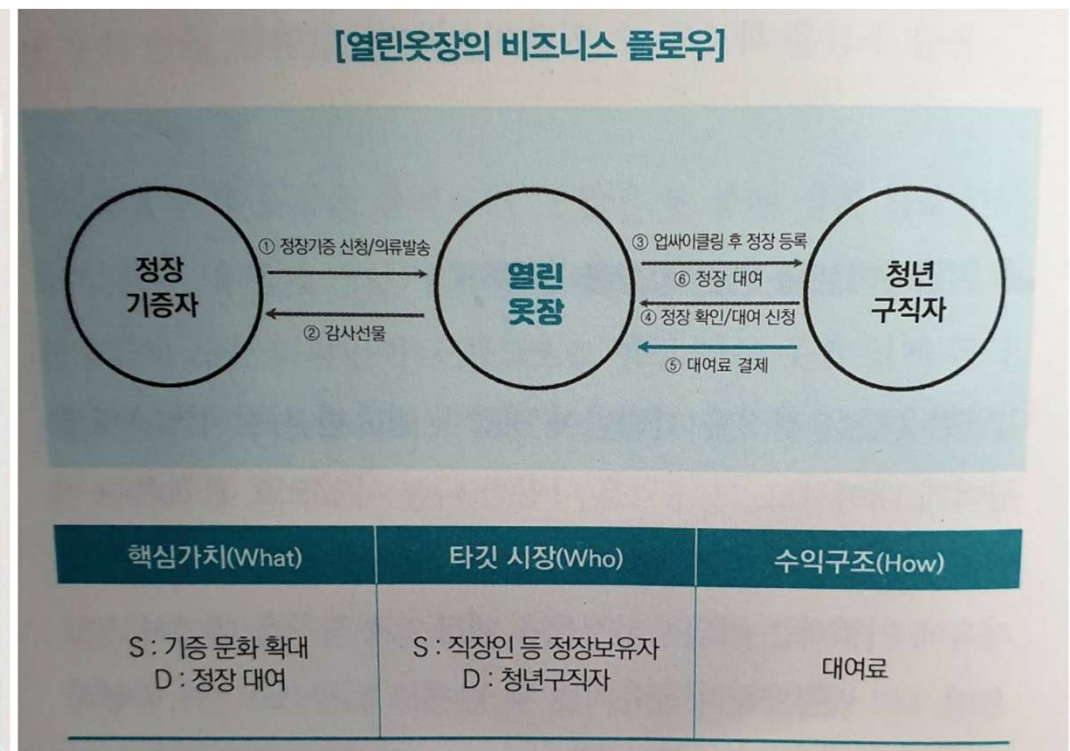 [열린옷장의 비즈니스 플로우]
정장
기증자
① 정장기증 신청/의류발송
② 감사선물
열린
옷장
③ 업싸이클링 후 정장 등록
⑥ 정장 대여
④ 정장 확인/대여 신청
⑤ 대여료 결제
청년
구직자
핵심가치(What)
타깃 시장(Who)
수익구조(How)
S : 기증 문화 확대
D : 정장 대여
S : 직장인 등 정장보유자
D : 청년구직자
대여료